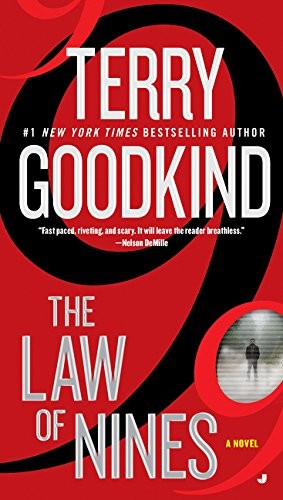 TERRY
#1 NEW YORK TIMES BESTSELLING AUTHOR
GOODKIND
"Fast paced, riveting, and scary. It will leave the reader breathless."
—Nelson DeMille
9
THE
LAW
OF
NINES
A NOVEL
J